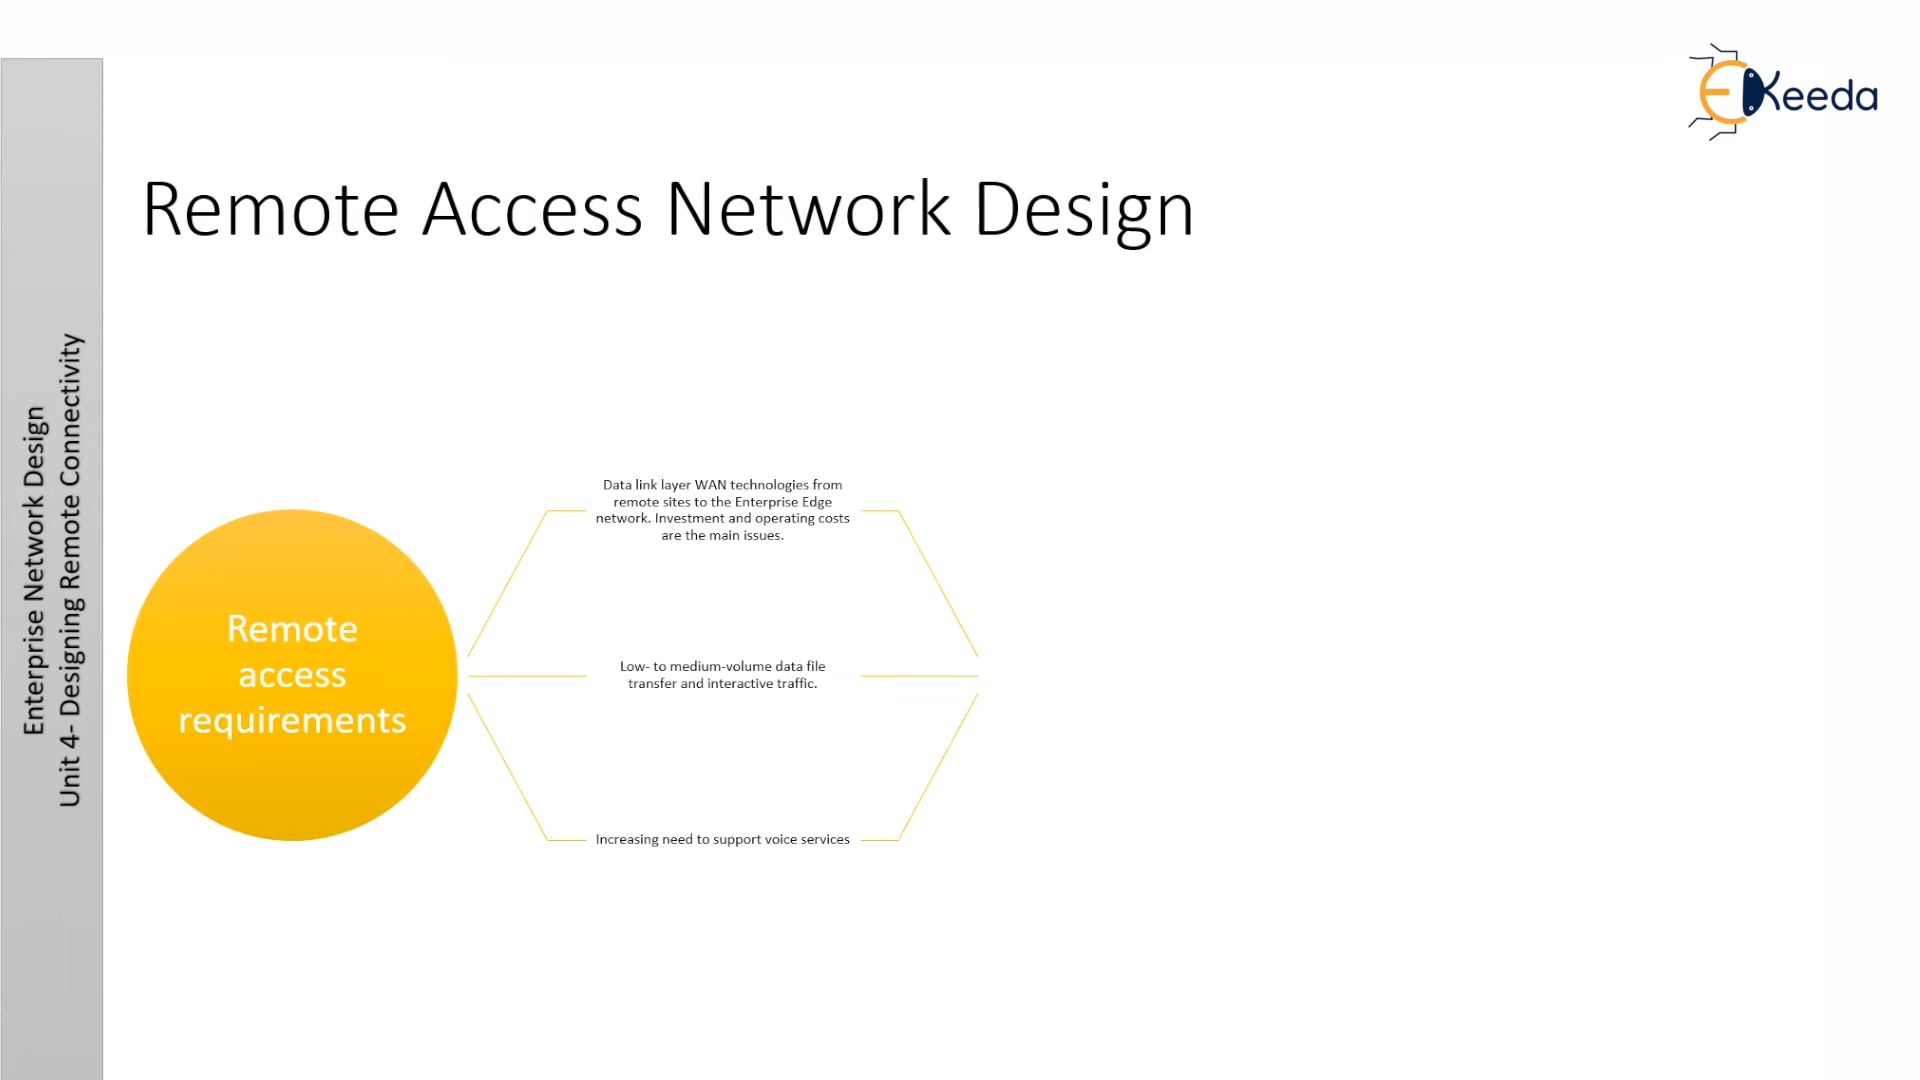 EKeeda
Remote Access Network Design
Enterprise Network Design
Unit 4- Designing Remote Connectivity
Remote
access
requirements
Data link layer WAN technologies from
remote sites to the Enterprise Edge
network. Investment and operating costs
are the main issues.
Low- to medium-volume data file
transfer and interactive traffic.
Increasing need to support voice services